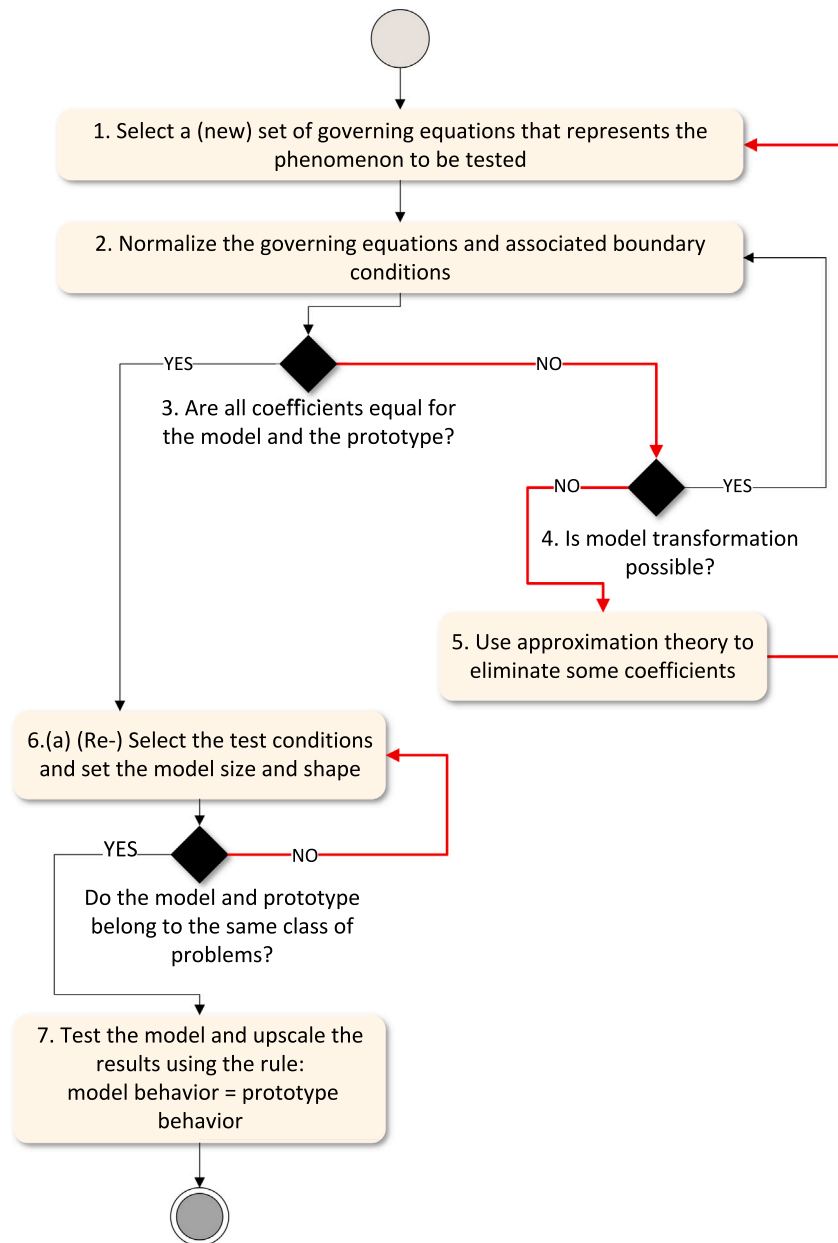 1. Select a (new) set of governing equations that represents the
phenomenon to be tested
2. Normalize the governing equations and associated boundary
conditions
YES
NO
3. Are all coefficients equal for
the model and the prototype?
NO
YES
4. Is model transformation
possible?
5. Use approximation theory to
eliminate some coefficients
6.(a) (Re-) Select the test conditions
and set the model size and shape
YES
NO
Do the model and prototype
belong to the same class of
problems?
7. Test the model and upscale the
results using the rule:
model behavior = prototype
behavior